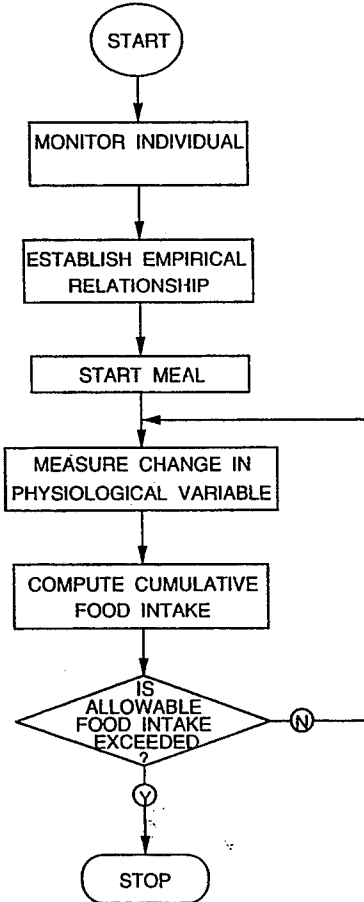 START
MONITOR INDIVIDUAL
ESTABLISH EMPIRICAL
RELATIONSHIP
START MEAL
MEASURE CHANGE IN
PHYSIOLOGICAL VARIABLE
COMPUTE CUMULATIVE
FOOD INTAKE
IS
ALLOWABLE
FOOD INTAKE
EXCEEDED
?
N
Y
STOP